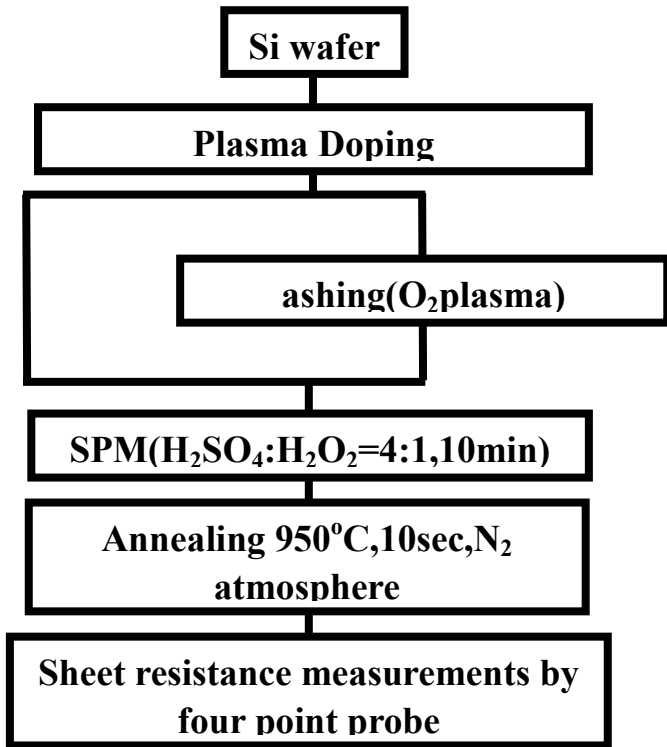 Si wafer
Plasma Doping
ashing(O₂plasma)
SPM(H₂SO₄:H₂O₂=4:1,10min)
Annealing 950°C,10sec,N₂
atmosphere
Sheet resistance measurements by
four point probe